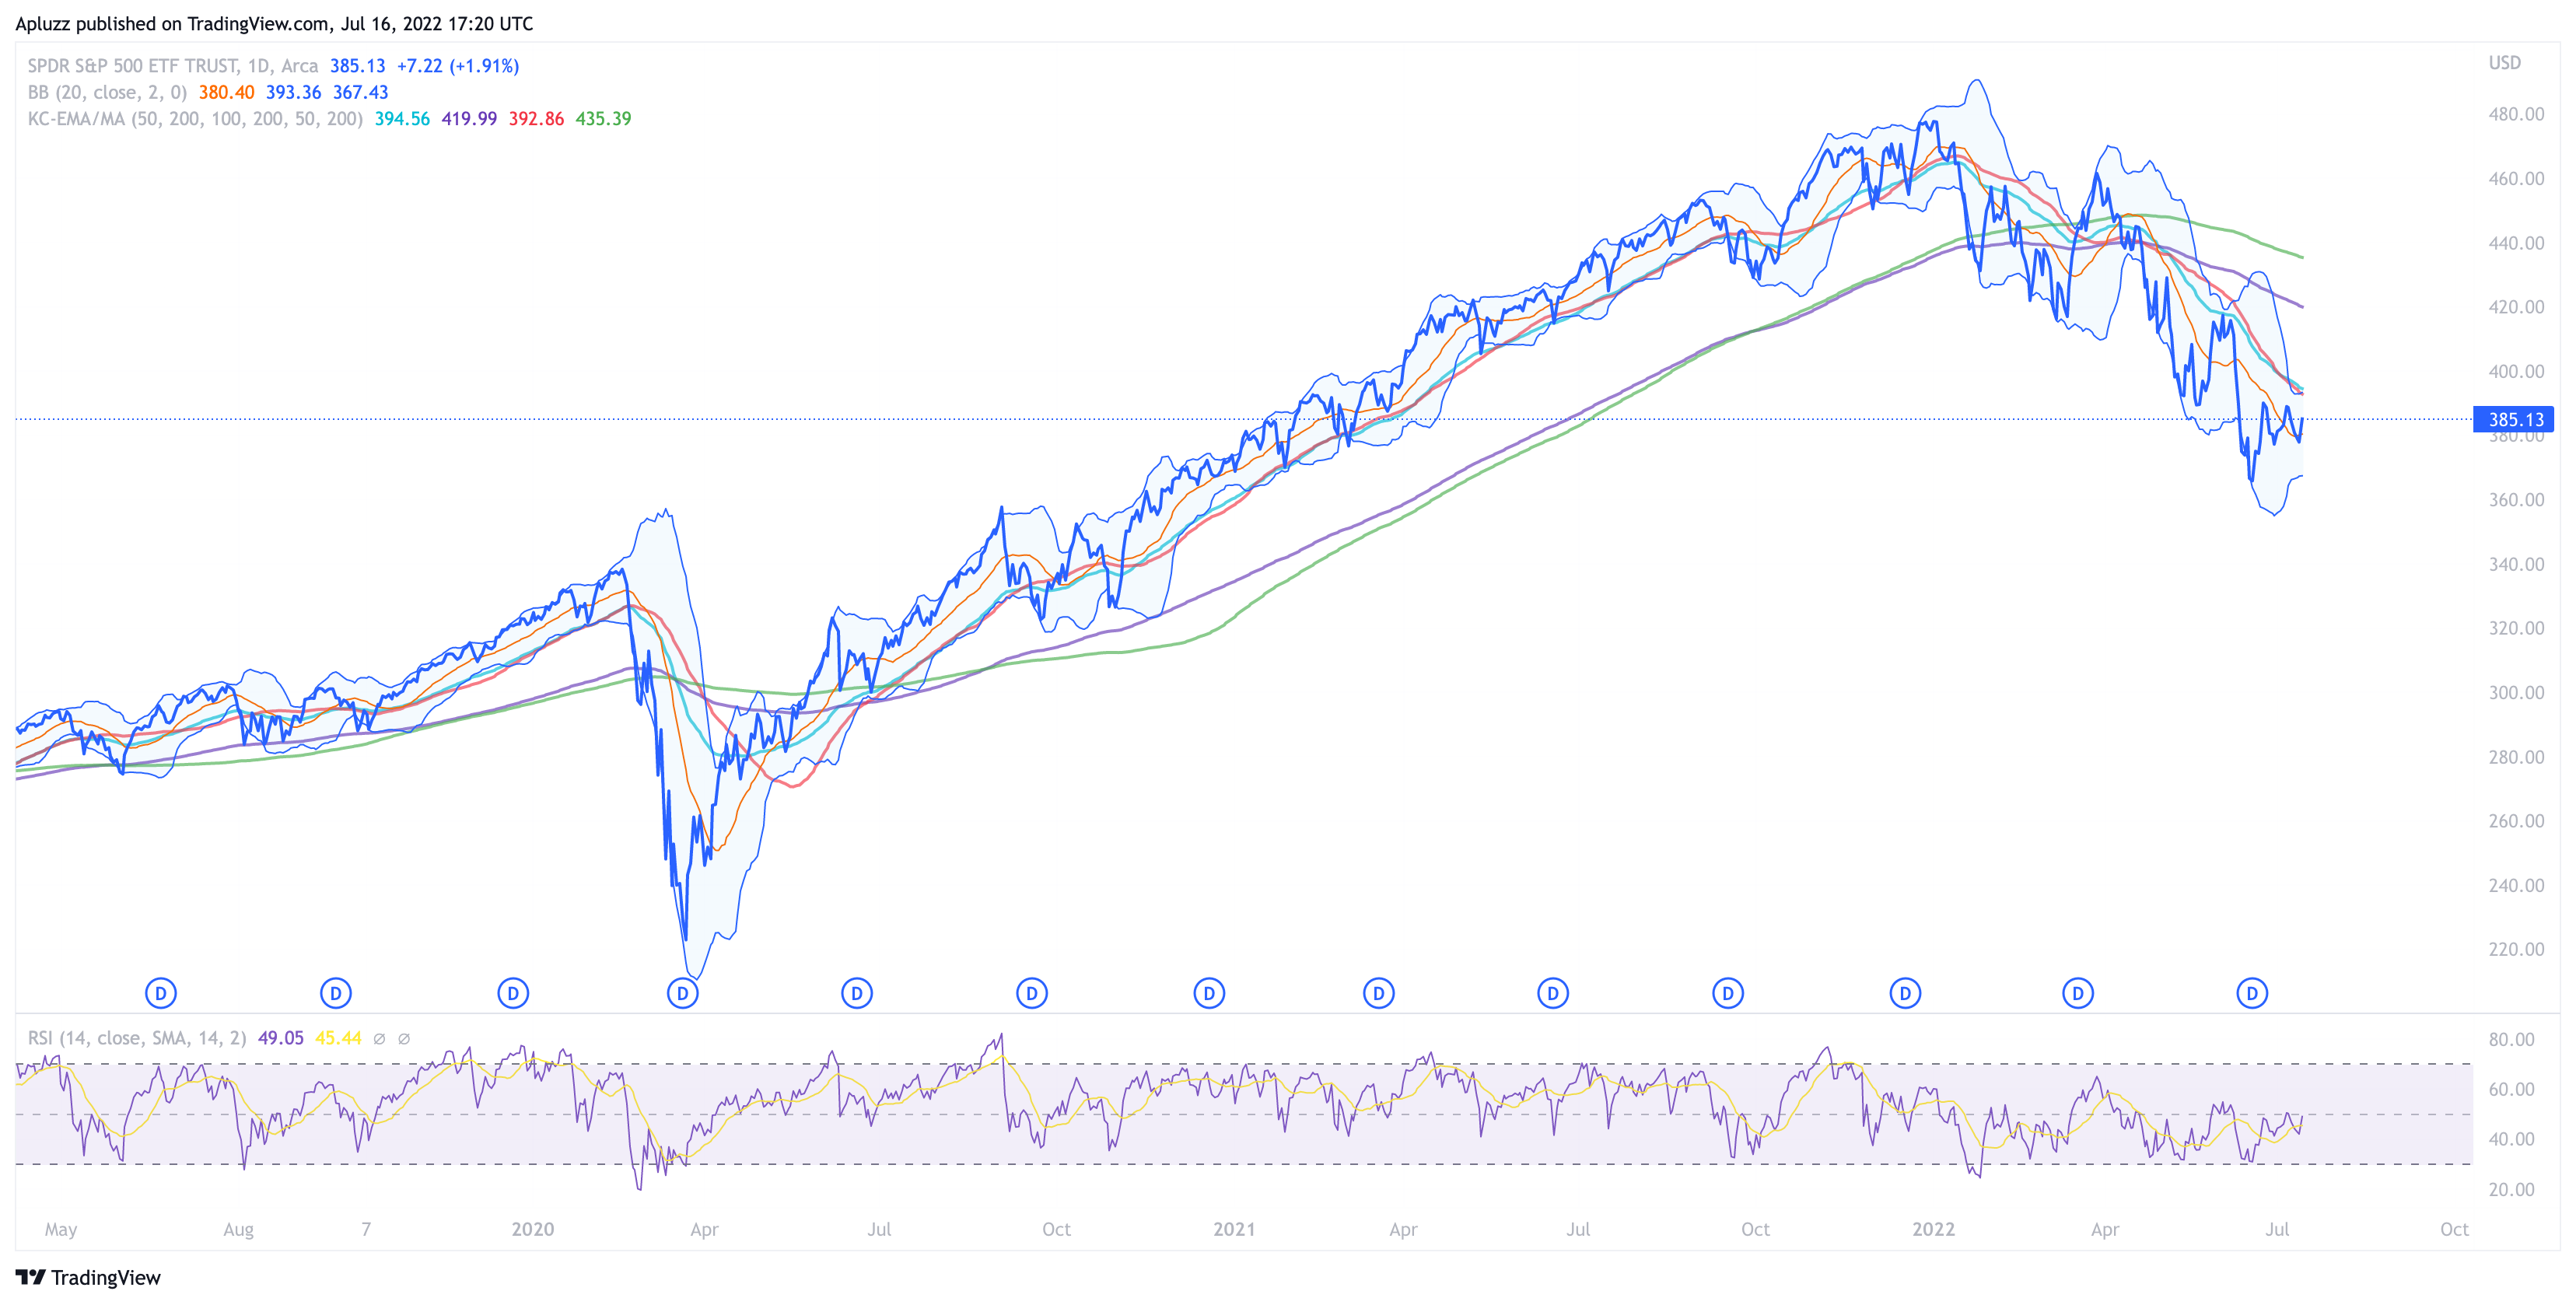 Apluzz published on TradingView.com, Jul 16, 2022 17:20 UTC
SPDR S&P 500 ETF TRUST, 1D, Arca 385.13 +7.22 (+1.91%)
BB (20, close, 2, 0) 380.40 393.36 367.43
KC-EMA/MA (50, 200, 100, 200, 50, 200) 394.56 419.99 392.86 435.39
USD
480.00
460.00
440.00
420.00
400.00
385.13
380.00
360.00
340.00
320.00
300.00
280.00
260.00
240.00
220.00
D D D D D D D D D D D D D
RSI (14, close, SMA, 14, 2) 49.05 45.44 ∅ ∅
80.00
60.00
40.00
20.00
May Aug 7 2020 Apr Jul Oct 2021 Apr Jul Oct 2022 Apr Jul Oct
TradingView